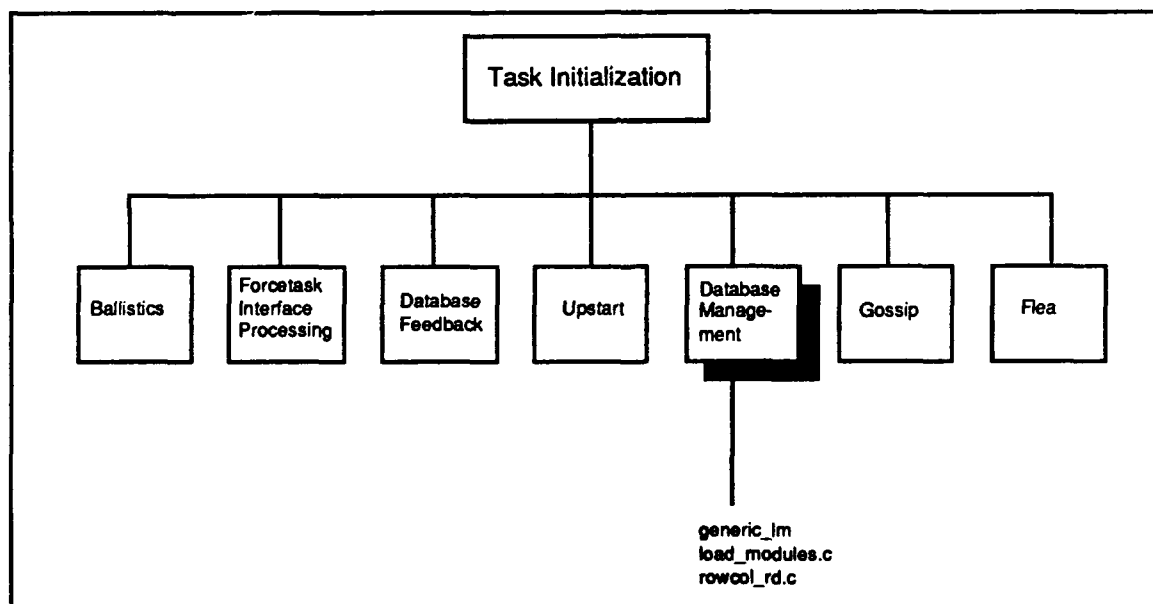 Task Initialization
Ballistics
Forcetask
Interface
Processing
Database
Feedback
Upstart
Database
Manage-
ment
Gossip
Flea
generic_lm
load_modules.c
rowcol_rd.c